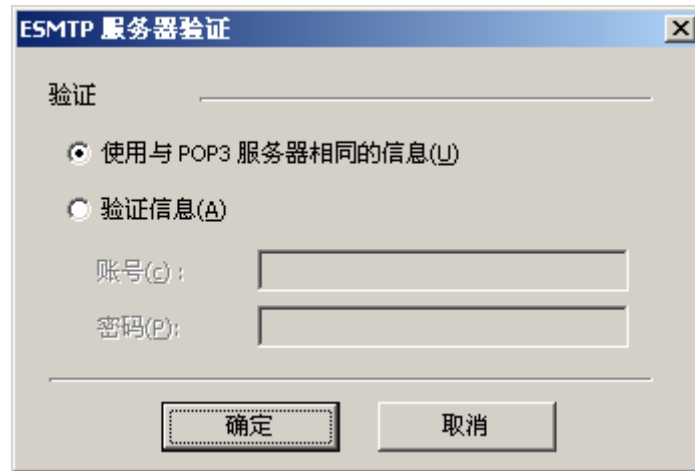 ESMTP 服务器验证
验证
使用与 POP3 服务器相同的信息(U)
验证信息(A)
账号(c) :
密码(P):
确定
取消